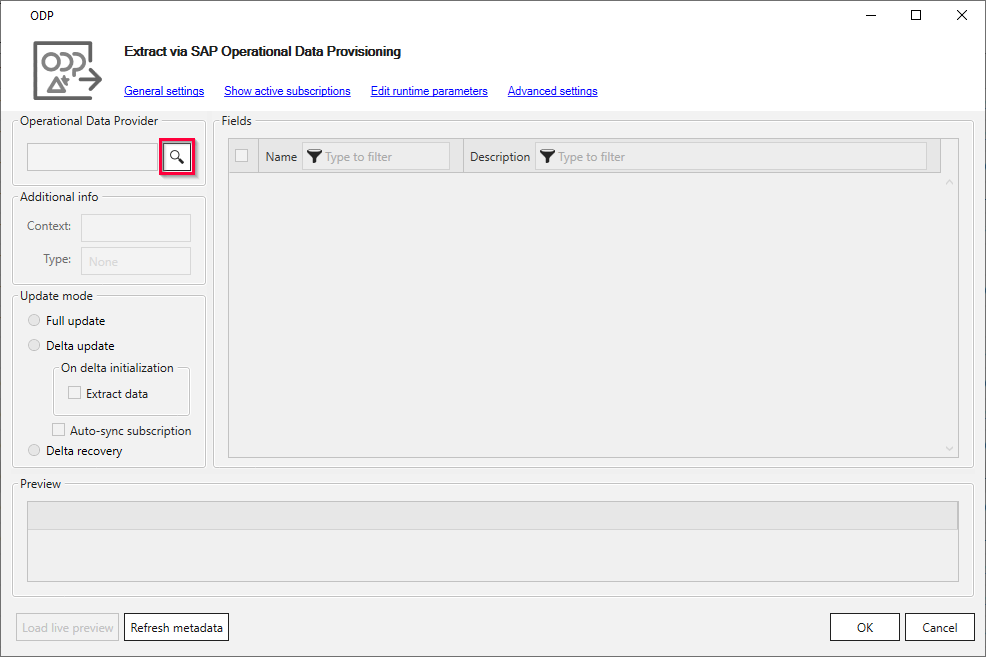 ODP
Extract via SAP Operational Data Provisioning
General settings Show active subscriptions Edit runtime parameters Advanced settings
Operational Data Provider
Fields
Name Type to filter Description Type to filter
Additional info
Context:
Type: None
Update mode
Full update
Delta update
On delta initialization
Extract data
Auto-sync subscription
Delta recovery
Preview
Load live preview Refresh metadata OK Cancel